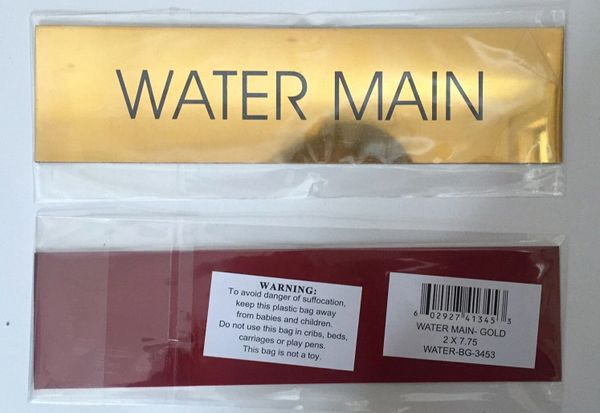 WATER MAIN
WARNING:
To avoid danger of suffocation,
keep this plastic bag away
from babies and children.
Do not use this bag in cribs, beds,
carriages or play pens.
This bag is not a toy.
6 02927 41345 3
WATER MAIN- GOLD
2 X 7.75
WATER-BG-3453